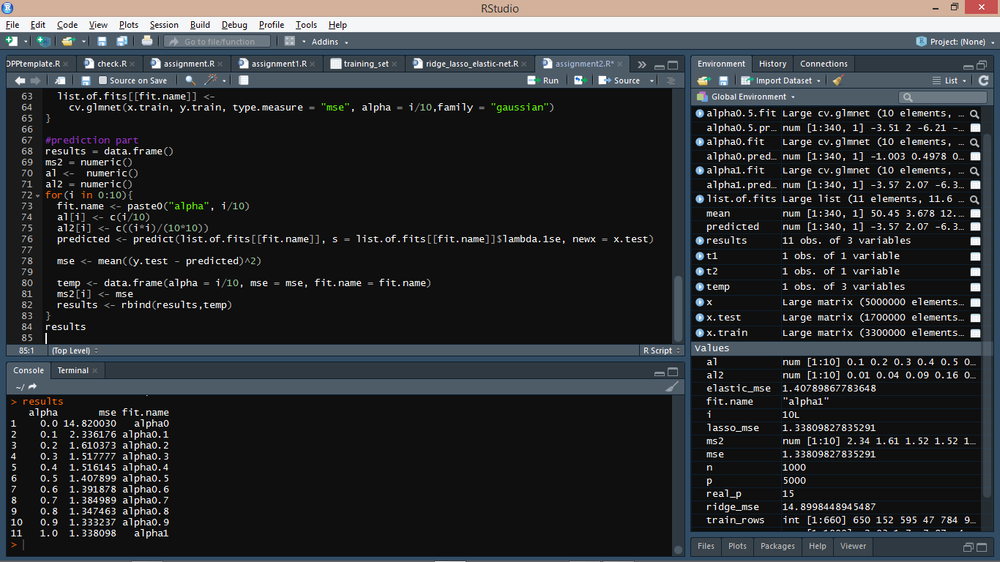 RStudio
File Edit Code View Plots Session Build Debug Profile Tools Help
Go to file/function Addins Project: (None)
OPPtemplate.R check.R assignment.R assignment1.R training_set ridge_lasso_elastic-net.R assignment2.R*
Source on Save Run Source
63 list.of.fits[[fit.name]] <-
64 cv.glmnet(x.train, y.train, type.measure = "mse", alpha = i/10,family = "gaussian")
65 }
66
67 #prediction part
68 results = data.frame()
69 ms2 = numeric()
70 al <-  numeric()
71 al2 = numeric()
72 for(i in 0:10){
73 fit.name <- paste0("alpha", i/10)
74 al[i] <- c(i/10)
75 al2[i] <- c((i*i)/(10*10))
76 predicted <- predict(list.of.fits[[fit.name]], s = list.of.fits[[fit.name]]$lambda.1se, newx = x.test)
77
78 mse <- mean((y.test - predicted)^2)
79
80 temp <- data.frame(alpha = i/10, mse = mse, fit.name = fit.name)
81 ms2[i] <- mse
82 results <- rbind(results,temp)
83 }
84 results
85
85:1 (Top Level) R Script
Console Terminal
~/
> results
alpha mse fit.name
1 0.0 14.820030 alpha0
2 0.1 2.336176 alpha0.1
3 0.2 1.610373 alpha0.2
4 0.3 1.517777 alpha0.3
5 0.4 1.516145 alpha0.4
6 0.5 1.407899 alpha0.5
7 0.6 1.391878 alpha0.6
8 0.7 1.384989 alpha0.7
9 0.8 1.347463 alpha0.8
10 0.9 1.333237 alpha0.9
11 1.0 1.338098 alpha1
>
Environment History Connections
Import Dataset List
Global Environment
alpha0.5.fit Large cv.glmnet (10 elements, …
alpha0.5.pr… num [1:340, 1] -3.51 2 -6.21 -…
alpha0.fit Large cv.glmnet (10 elements, …
alpha0.pred… num [1:340, 1] -1.003 0.4978 0…
alpha1.fit Large cv.glmnet (10 elements, …
alpha1.pred… num [1:340, 1] -3.57 2.07 -6.3…
list.of.fits Large list (11 elements, 11.6 …
mean num [1:340, 1] 50.45 3.678 12.…
predicted num [1:340, 1] -3.57 2.07 -6.3…
results 11 obs. of 3 variables
t1 1 obs. of 1 variable
t2 1 obs. of 1 variable
temp 1 obs. of 3 variables
x Large matrix (5000000 elements…
x.test Large matrix (1700000 elements…
x.train Large matrix (3300000 elements…
Values
al num [1:10] 0.1 0.2 0.3 0.4 0.5 0…
al2 num [1:10] 0.01 0.04 0.09 0.16 0…
elastic_mse 1.40789867783648
fit.name "alpha1"
i 10L
lasso_mse 1.33809827835291
ms2 num [1:10] 2.34 1.61 1.52 1.52 1…
mse 1.33809827835291
n 1000
p 5000
real_p 15
ridge_mse 14.8998448945487
train_rows int [1:660] 650 152 595 47 784 9…
Files Plots Packages Help Viewer